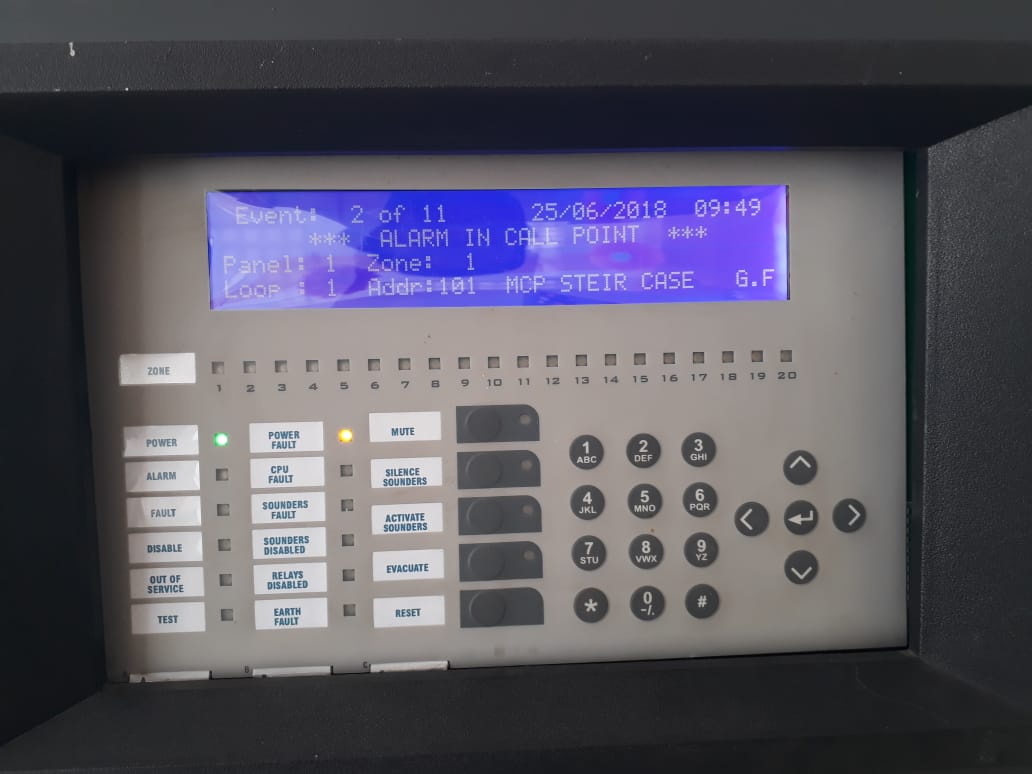 Event: 2 of 11 25/06/2018 09:49
*** ALARM IN CALL POINT ***
Panel: 1 Zone: 1
Loop : 1 Addr:101 MCP STEIR CASE G.F
ZONE
1 2 3 4 5 6 7 8 9 10 11 12 13 14 15 16 17 18 19 20
POWER
ALARM
FAULT
DISABLE
OUT OF
SERVICE
TEST
POWER
FAULT
CPU
FAULT
SOUNDERS
FAULT
SOUNDERS
DISABLED
RELAYS
DISABLED
EARTH
FAULT
MUTE
SILENCE
SOUNDERS
ACTIVATE
SOUNDERS
EVACUATE
RESET
1 2 3
ABC DEF GHI
4 5 6
JKL MNO PQR
7 8 9
STU VWX YZ
* 0 #
-/.
A B C